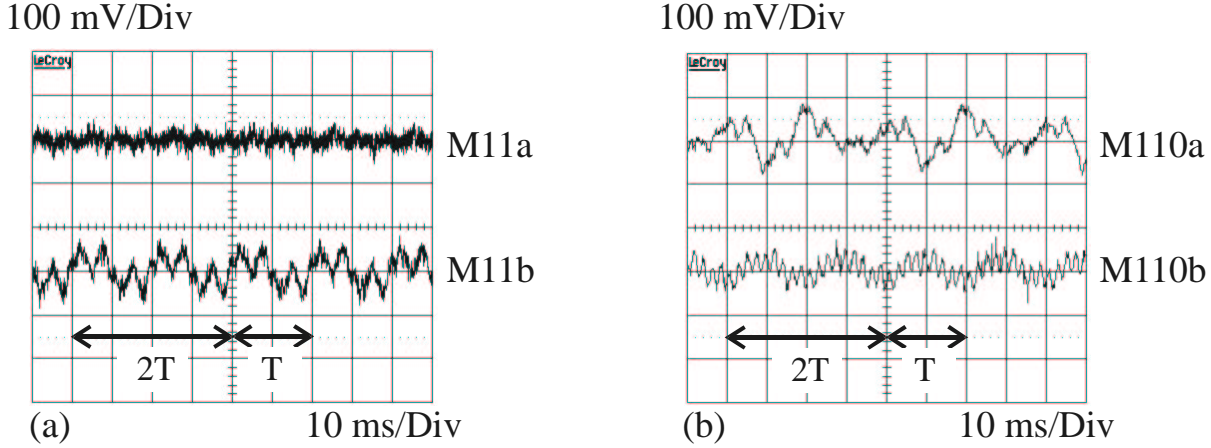 100 mV/Div
LeCroy
M11a
M11b
2T
T
(a)
10 ms/Div
100 mV/Div
LeCroy
M110a
M110b
2T
T
(b)
10 ms/Div